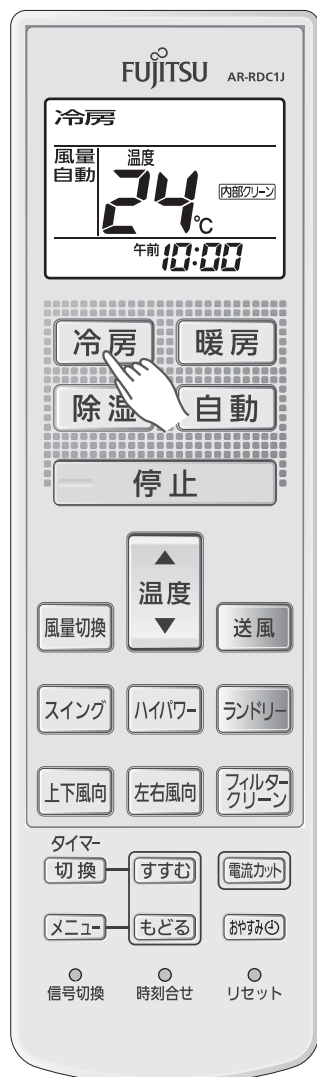 FUJITSU AR-RDC1J
冷房
風量 温度
自動 24℃ 内部クリーン
午前 10:00
冷房 暖房
除湿 自動
停止
▲
温度
▼
風量切換 送風
スイング ハイパワー ランドリー
上下風向 左右風向 フィルタークリーン
タイマー
切換 すすむ 電流カット
メニュー もどる おやすみ
信号切換 時刻合せ リセット